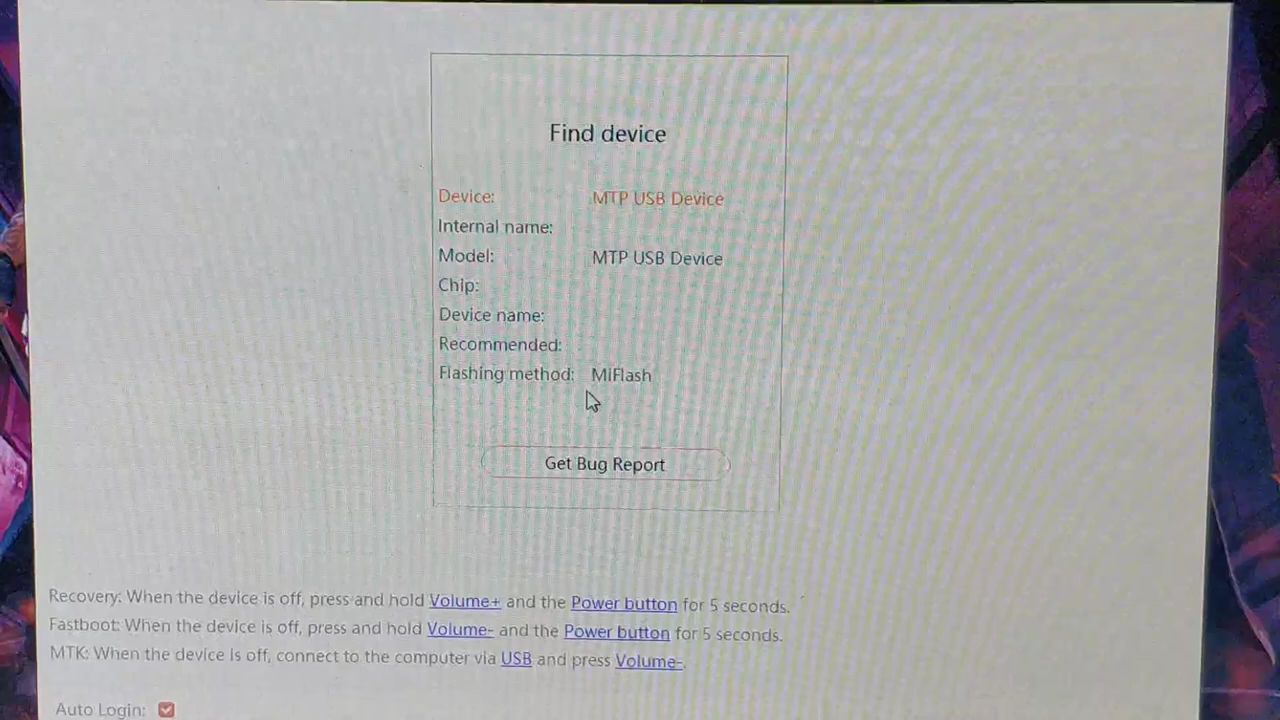 Find device
Device: MTP USB Device
Internal name:
Model: MTP USB Device
Chip:
Device name:
Recommended:
Flashing method: MiFlash
Get Bug Report
Recovery: When the device is off, press and hold Volume+ and the Power button for 5 seconds.
Fastboot: When the device is off, press and hold Volume- and the Power button for 5 seconds.
MTK: When the device is off, connect to the computer via USB and press Volume-.
Auto Login: